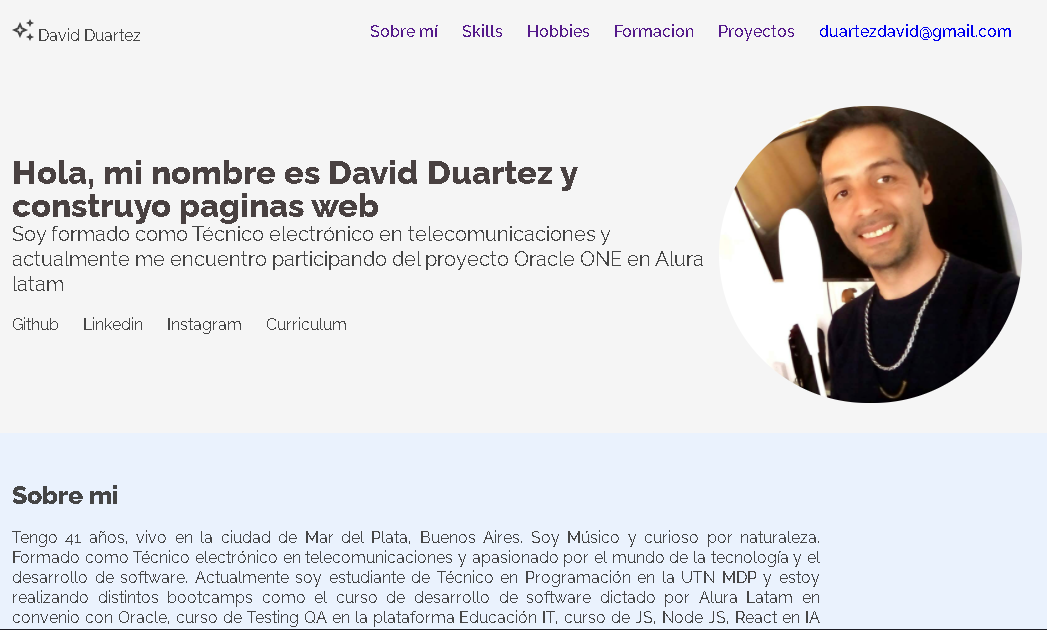 David Duartez
Sobre mí Skills Hobbies Formacion Proyectos duartezdavid@gmail.com
Hola, mi nombre es David Duartez y
construyo paginas web
Soy formado como Técnico electrónico en telecomunicaciones y
actualmente me encuentro participando del proyecto Oracle ONE en Alura
latam
Github Linkedin Instagram Curriculum
Sobre mi
Tengo 41 años, vivo en la ciudad de Mar del Plata, Buenos Aires. Soy Músico y curioso por naturaleza.
Formado como Técnico electrónico en telecomunicaciones y apasionado por el mundo de la tecnología y el
desarrollo de software. Actualmente soy estudiante de Técnico en Programación en la UTN MDP y estoy
realizando distintos bootcamps como el curso de desarrollo de software dictado por Alura Latam en
convenio con Oracle, curso de Testing QA en la plataforma Educación IT, curso de JS, Node JS, React en IA